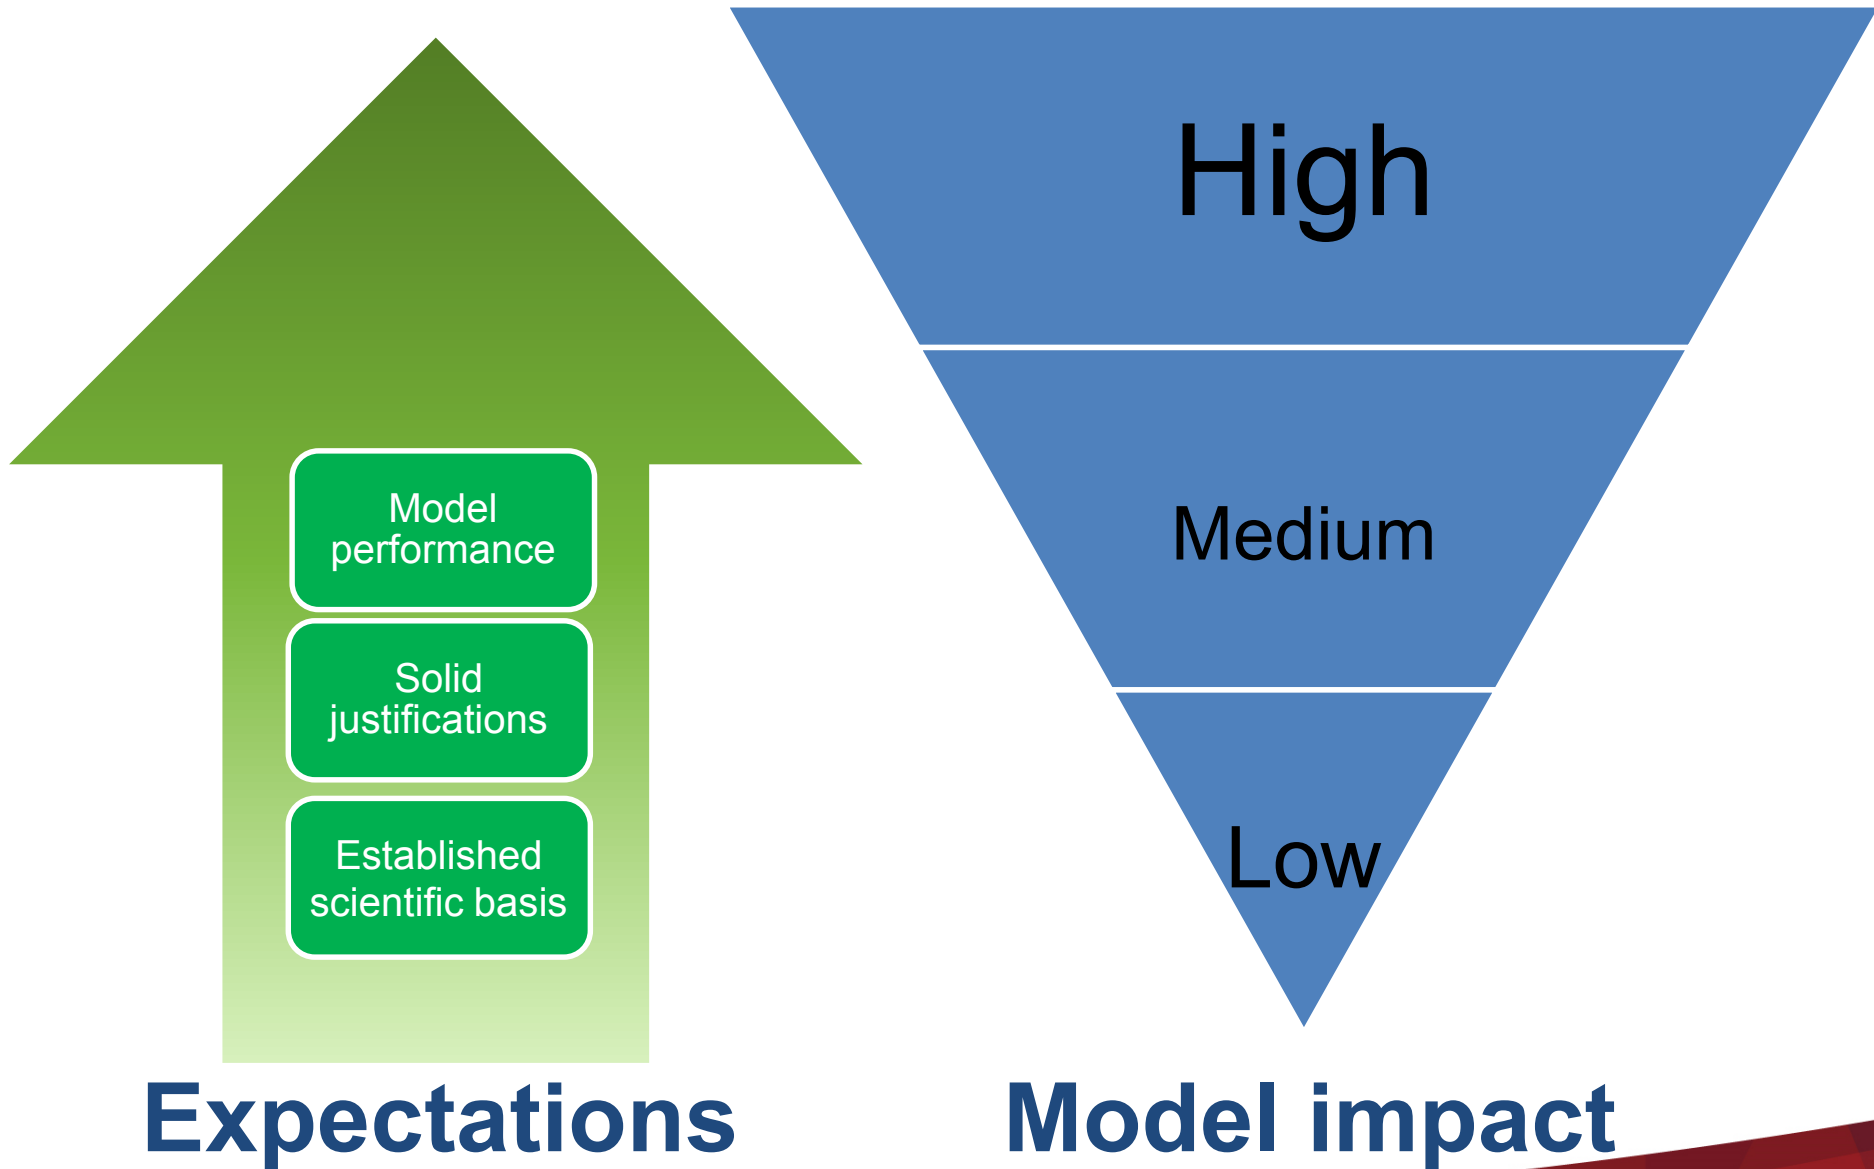 Model
performance
Solid
justifications
Established
scientific basis
Expectations
High
Medium
Low
Model impact